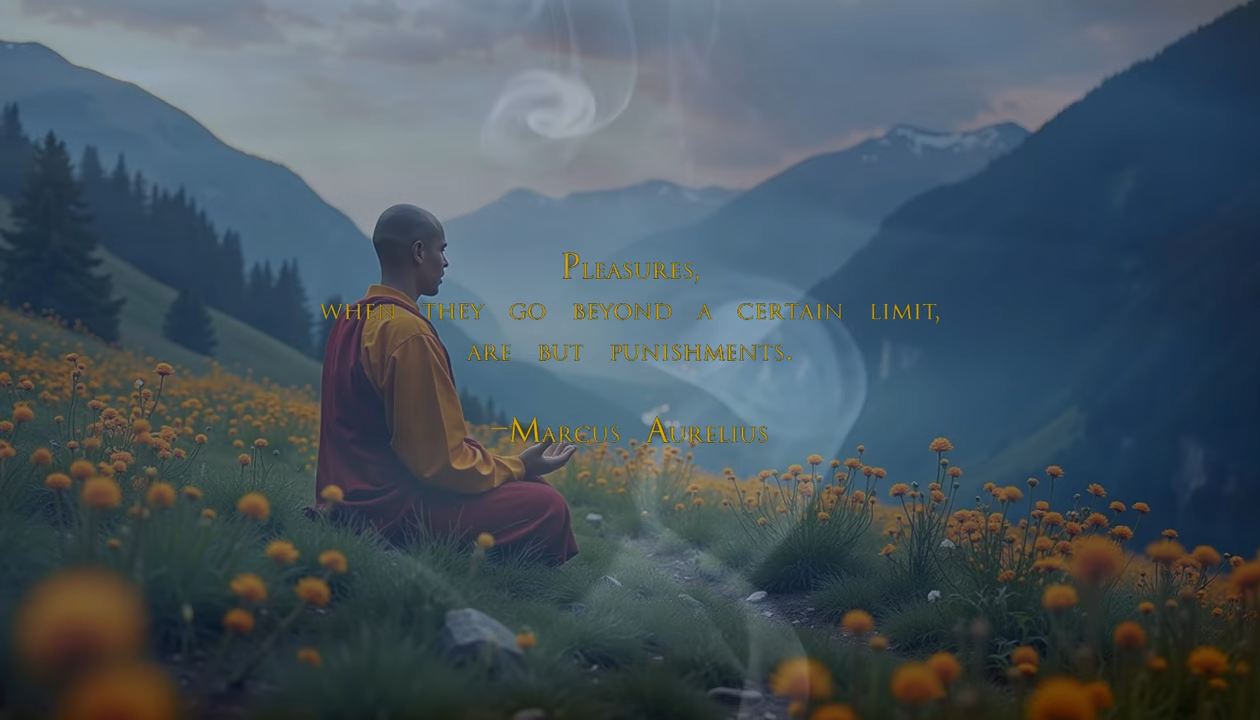 Pleasures,
when they go beyond a certain limit,
are but punishments.
—Marcus Aurelius